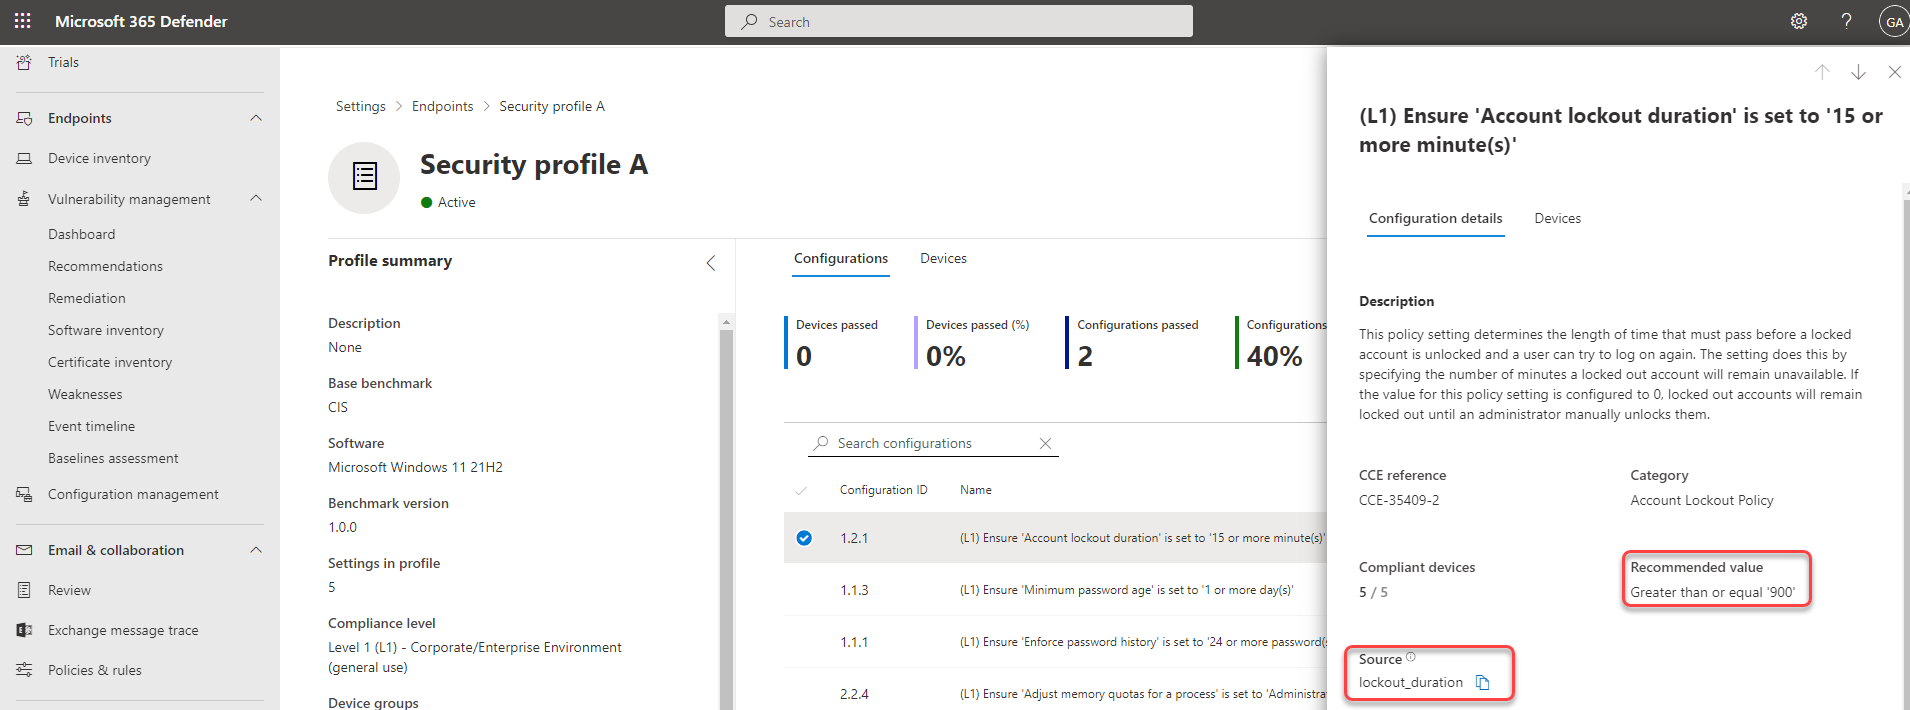 Microsoft 365 Defender
Search
?
GA
Trials
Endpoints
Device inventory
Vulnerability management
Dashboard
Recommendations
Remediation
Software inventory
Certificate inventory
Weaknesses
Event timeline
Baselines assessment
Configuration management
Email & collaboration
Review
Exchange message trace
Policies & rules
Settings > Endpoints > Security profile A
Security profile A
Active
Profile summary
Description
None
Base benchmark
CIS
Software
Microsoft Windows 11 21H2
Benchmark version
1.0.0
Settings in profile
5
Compliance level
Level 1 (L1) - Corporate/Enterprise Environment
(general use)
Device groups
Configurations Devices
Devices passed
0
Devices passed (%)
0%
Configurations passed
2
Configurations
40%
Search configurations
Configuration ID Name
1.2.1 (L1) Ensure 'Account lockout duration' is set to '15 or more minute(s)'
1.1.3 (L1) Ensure 'Minimum password age' is set to '1 or more day(s)'
1.1.1 (L1) Ensure 'Enforce password history' is set to '24 or more password(s
2.2.4 (L1) Ensure 'Adjust memory quotas for a process' is set to 'Administra
(L1) Ensure 'Account lockout duration' is set to '15 or
more minute(s)'
Configuration details Devices
Description
This policy setting determines the length of time that must pass before a locked
account is unlocked and a user can try to log on again. The setting does this by
specifying the number of minutes a locked out account will remain unavailable. If
the value for this policy setting is configured to 0, locked out accounts will remain
locked out until an administrator manually unlocks them.
CCE reference
CCE-35409-2
Category
Account Lockout Policy
Compliant devices
5 / 5
Recommended value
Greater than or equal '900'
Source
lockout_duration